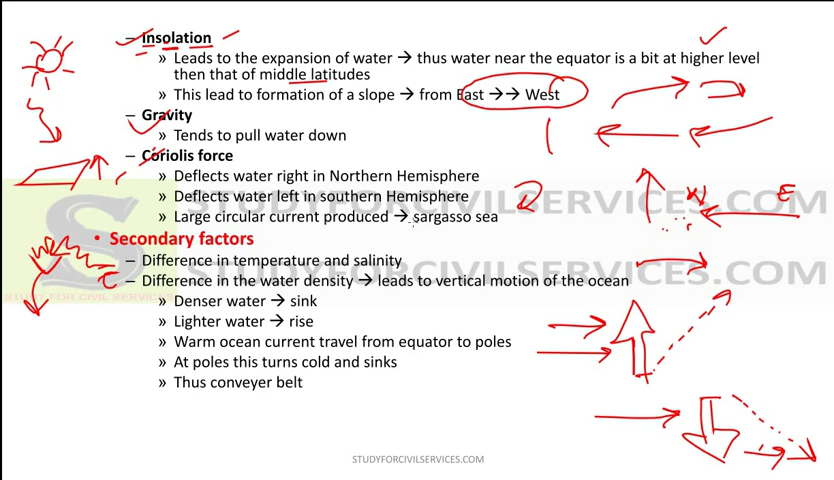 – Insolation
» Leads to the expansion of water → thus water near the equator is a bit at higher level
then that of middle latitudes
» This lead to formation of a slope → from East →→ West
– Gravity
» Tends to pull water down
– Coriolis force
» Deflects water right in Northern Hemisphere
» Deflects water left in southern Hemisphere
» Large circular current produced → sargasso sea
W E
STUDYFORCIVILSERVICES.COM
• Secondary factors
– Difference in temperature and salinity
STUDYFORCIVILSERVICES.COM
– Difference in the water density → leads to vertical motion of the ocean
STUDY FOR CIVIL SERVICES
Denser water → sink
» Lighter water → rise
» Warm ocean current travel from equator to poles
» At poles this turns cold and sinks
» Thus conveyer belt
STUDYFORCIVILSERVICES.COM